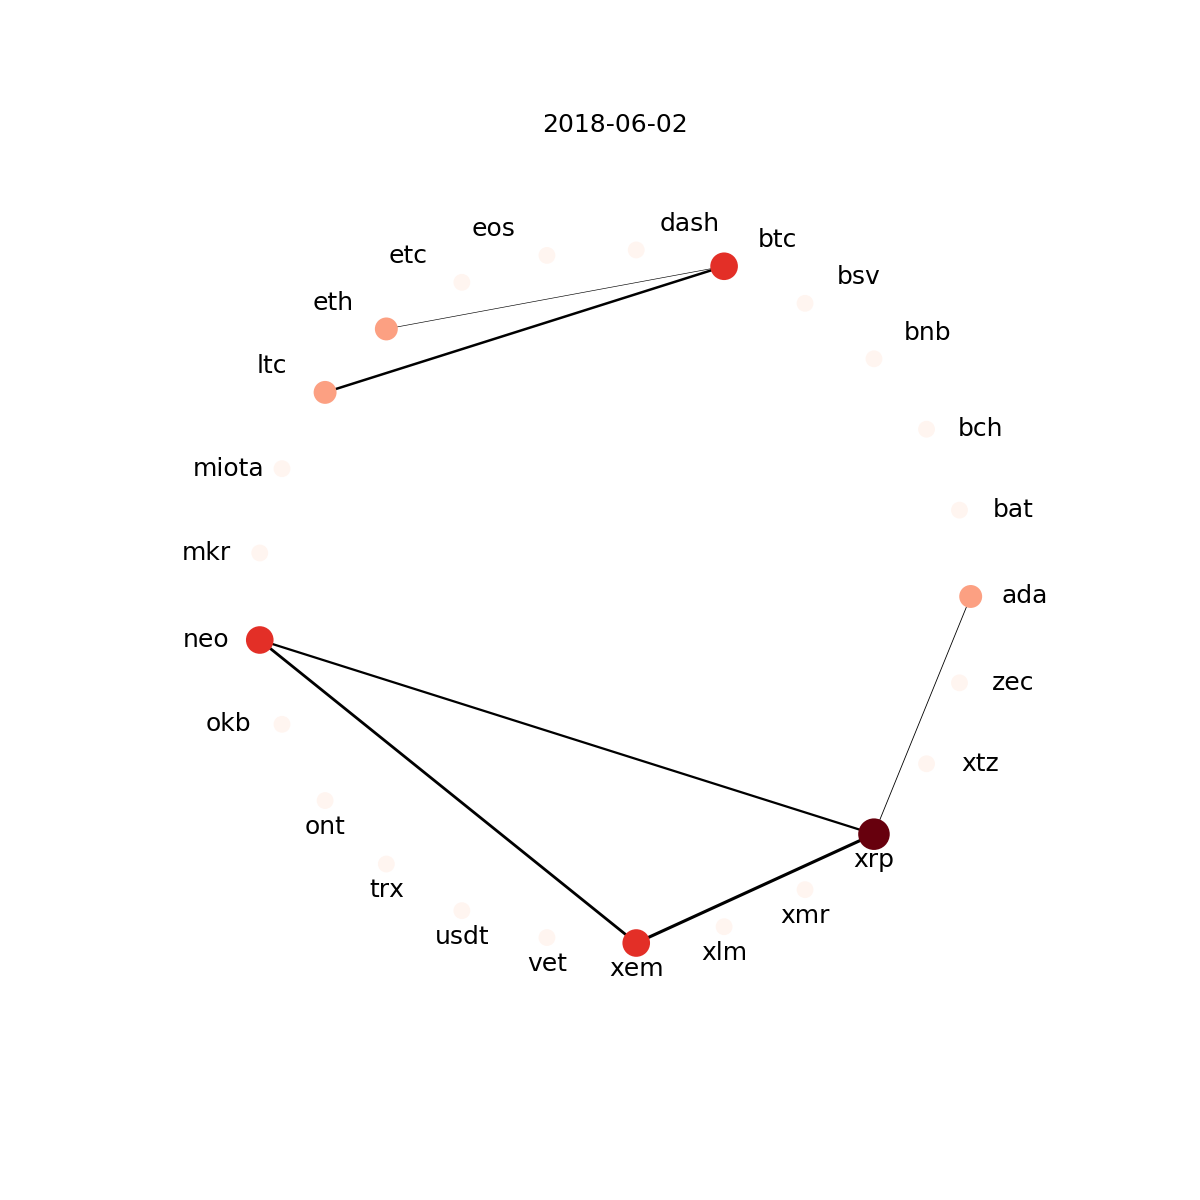 2018-06-02
dash
eos
btc
etc
bsv
eth
bnb
ltc
bch
miota
bat
mkr
ada
neo
zec
okb
xtz
ont
xrp
trx
xmr
usdt
xlm
vet
xem